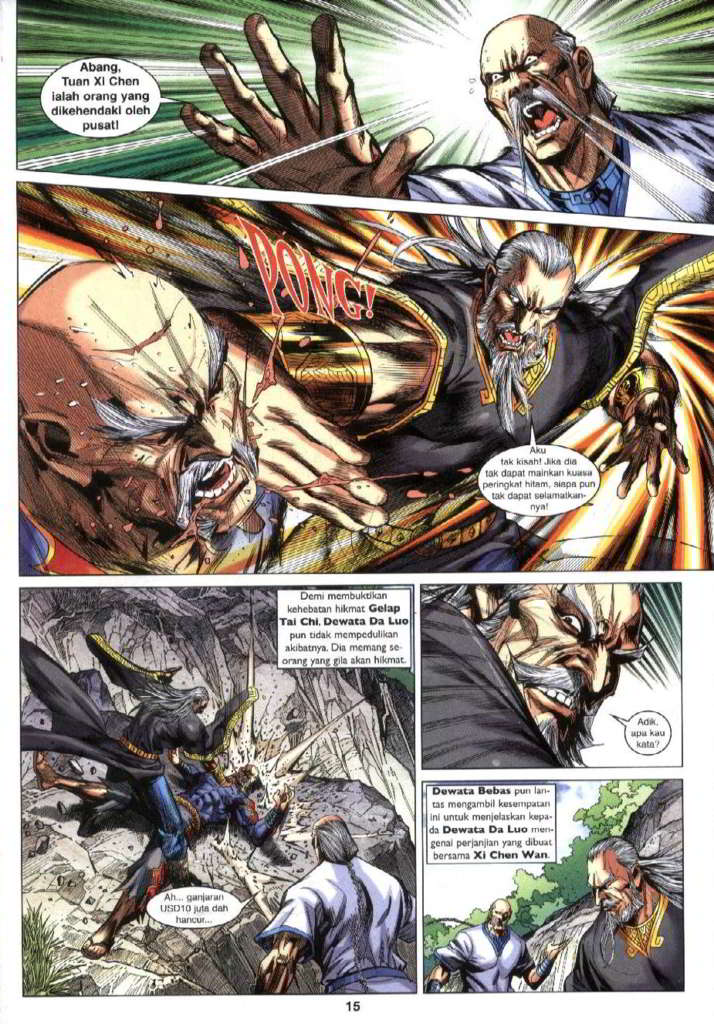 Abang,
Tuan Xi Chen
ialah orang yang
dikehendaki oleh
pusat!
PONG!
Aku
tak kisah! Jika dia
tak dapat mainkan kuasa
peringkat hitam, siapa pun
tak dapat selamatkan-
nya!
Demi membuktikan
kehebatan hikmat Gelap
Tai Chi, Dewata Da Luo
pun tidak mempedulikan
akibatnya. Dia memang se-
orang yang gila akan hikmat.
Ah... ganjaran
USD10 juta dah
hancur...
Adik,
apa kau
kata?
Dewata Bebas pun lan-
tas mengambil kesempatan
ini untuk menjelaskan kepa-
da Dewata Da Luo men-
genai perjanjian yang dibuat
bersama Xi Chen Wan.
15